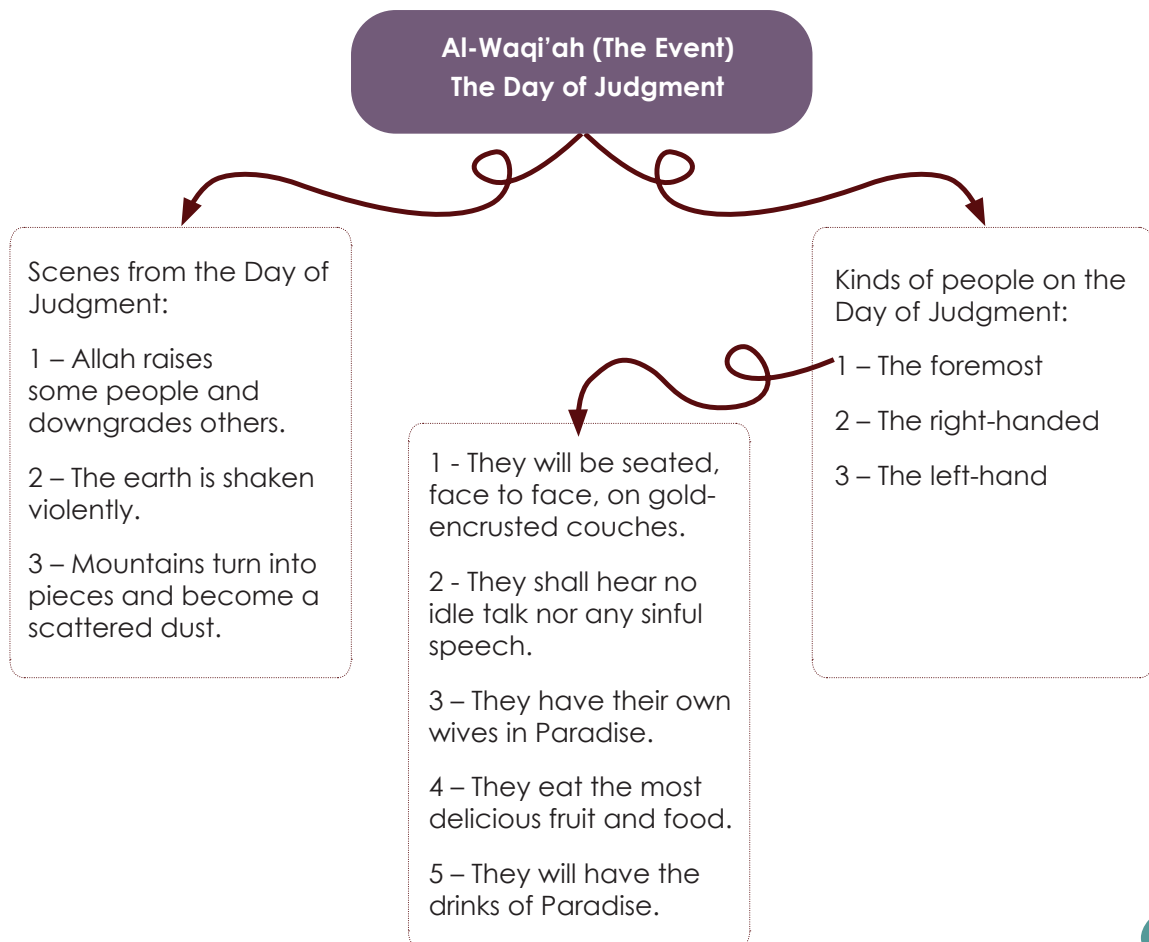 Al-Waqi’ah (The Event)
The Day of Judgment
Scenes from the Day of
Judgment:
1 – Allah raises
some people and
downgrades others.
2 – The earth is shaken
violently.
3 – Mountains turn into
pieces and become a
scattered dust.
Kinds of people on the
Day of Judgment:
1 – The foremost
2 – The right-handed
3 – The left-hand
1 - They will be seated,
face to face, on gold-
encrusted couches.
2 - They shall hear no
idle talk nor any sinful
speech.
3 – They have their own
wives in Paradise.
4 – They eat the most
delicious fruit and food.
5 – They will have the
drinks of Paradise.